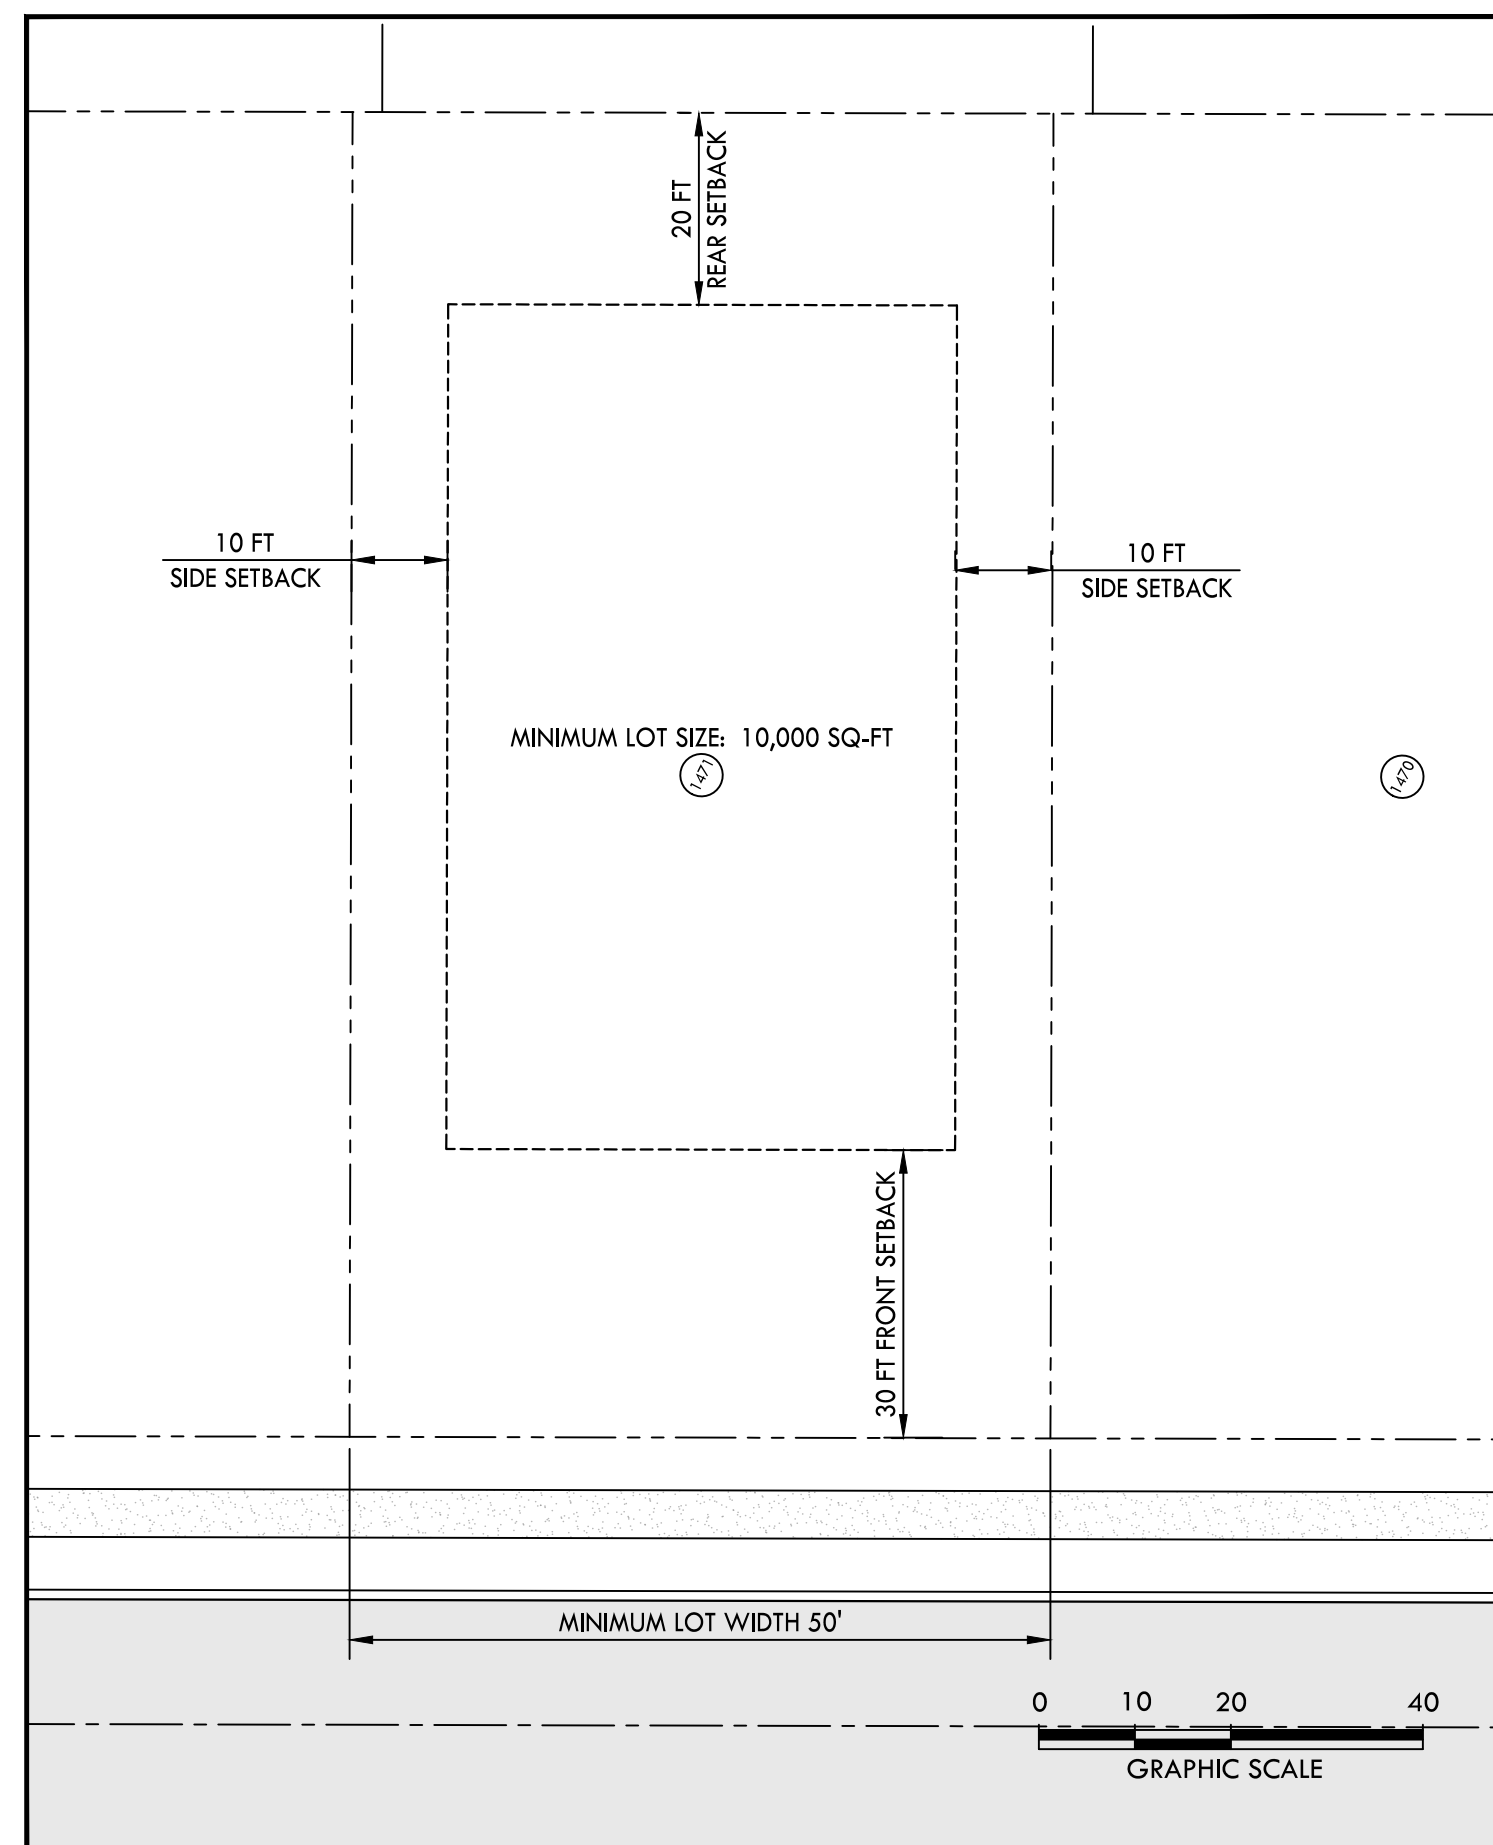 20 FT
REAR SETBACK
10 FT
SIDE SETBACK
10 FT
SIDE SETBACK
MINIMUM LOT SIZE: 10,000 SQ-FT
1471
1470
30 FT FRONT SETBACK
MINIMUM LOT WIDTH 50'
0 10 20 40
GRAPHIC SCALE